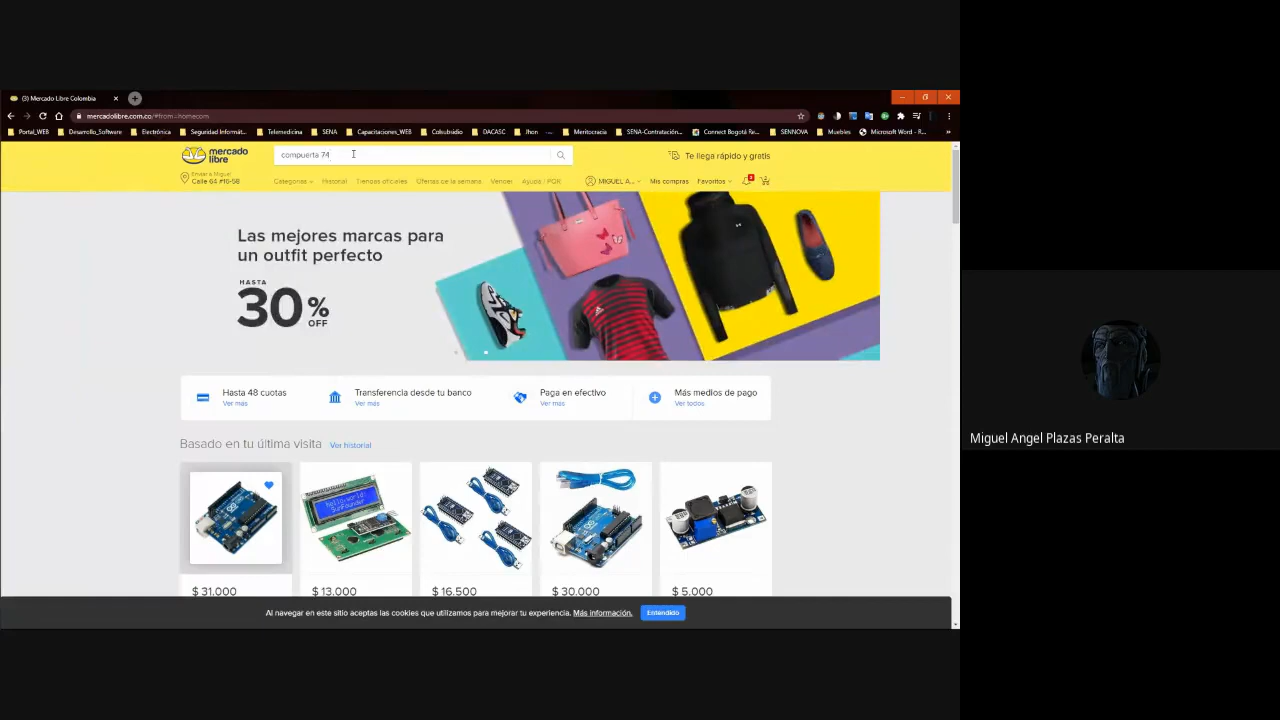 (3) Mercado Libre Colombia
mercadolibre.com.co/#from=homecom
Portal_WEB Desarrollo_Software Electrónica Seguridad Informát... Telemedicina SENA Capacitaciones_WEB Colsubsidio DACASC Jhon Meritocracia SENA-Contratación... Connect Bogotá Re... SENNOVA Muebles Microsoft Word - R...
mercado
libre
compuerta 74
Te llega rápido y gratis
Enviar a Miguel
Calle 64 #16-58
Categorías Historial Tiendas oficiales Ofertas de la semana Vender Ayuda / PQR
MIGUEL A... Mis compras Favoritos
Las mejores marcas para
un outfit perfecto
HASTA
30 %
OFF
Hasta 48 cuotas
Ver más
Transferencia desde tu banco
Ver más
Paga en efectivo
Ver más
Más medios de pago
Ver todos
Basado en tu última visita Ver historial
$ 31.000 $ 13.000 $ 16.500 $ 30.000 $ 5.000
Al navegar en este sitio aceptas las cookies que utilizamos para mejorar tu experiencia. Más información. Entendido
Miguel Angel Plazas Peralta